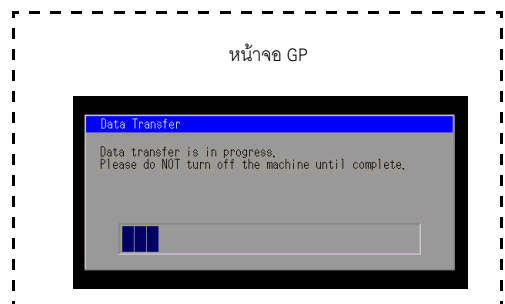 หน้าจอ GP
Data Transfer
Data transfer is in progress.
Please do NOT turn off the machine until complete.